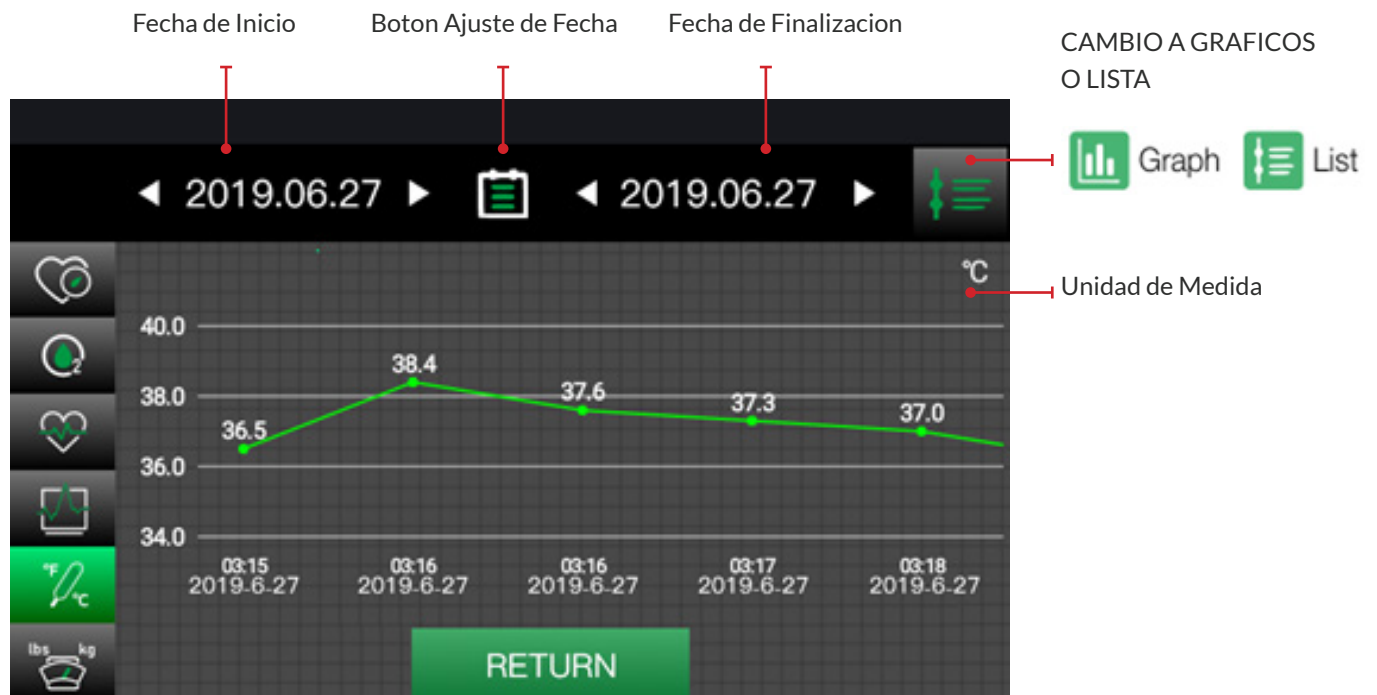 Fecha de Inicio
Boton Ajuste de Fecha
Fecha de Finalizacion
CAMBIO A GRAFICOS
O LISTA
Graph
List
2019.06.27
2019.06.27
°C
Unidad de Medida
40.0
38.0
36.0
34.0
36.5
38.4
37.6
37.3
37.0
03:15
2019-6-27
03:16
2019-6-27
03:16
2019-6-27
03:17
2019-6-27
03:18
2019-6-27
2
°F
°C
lbs kg
RETURN